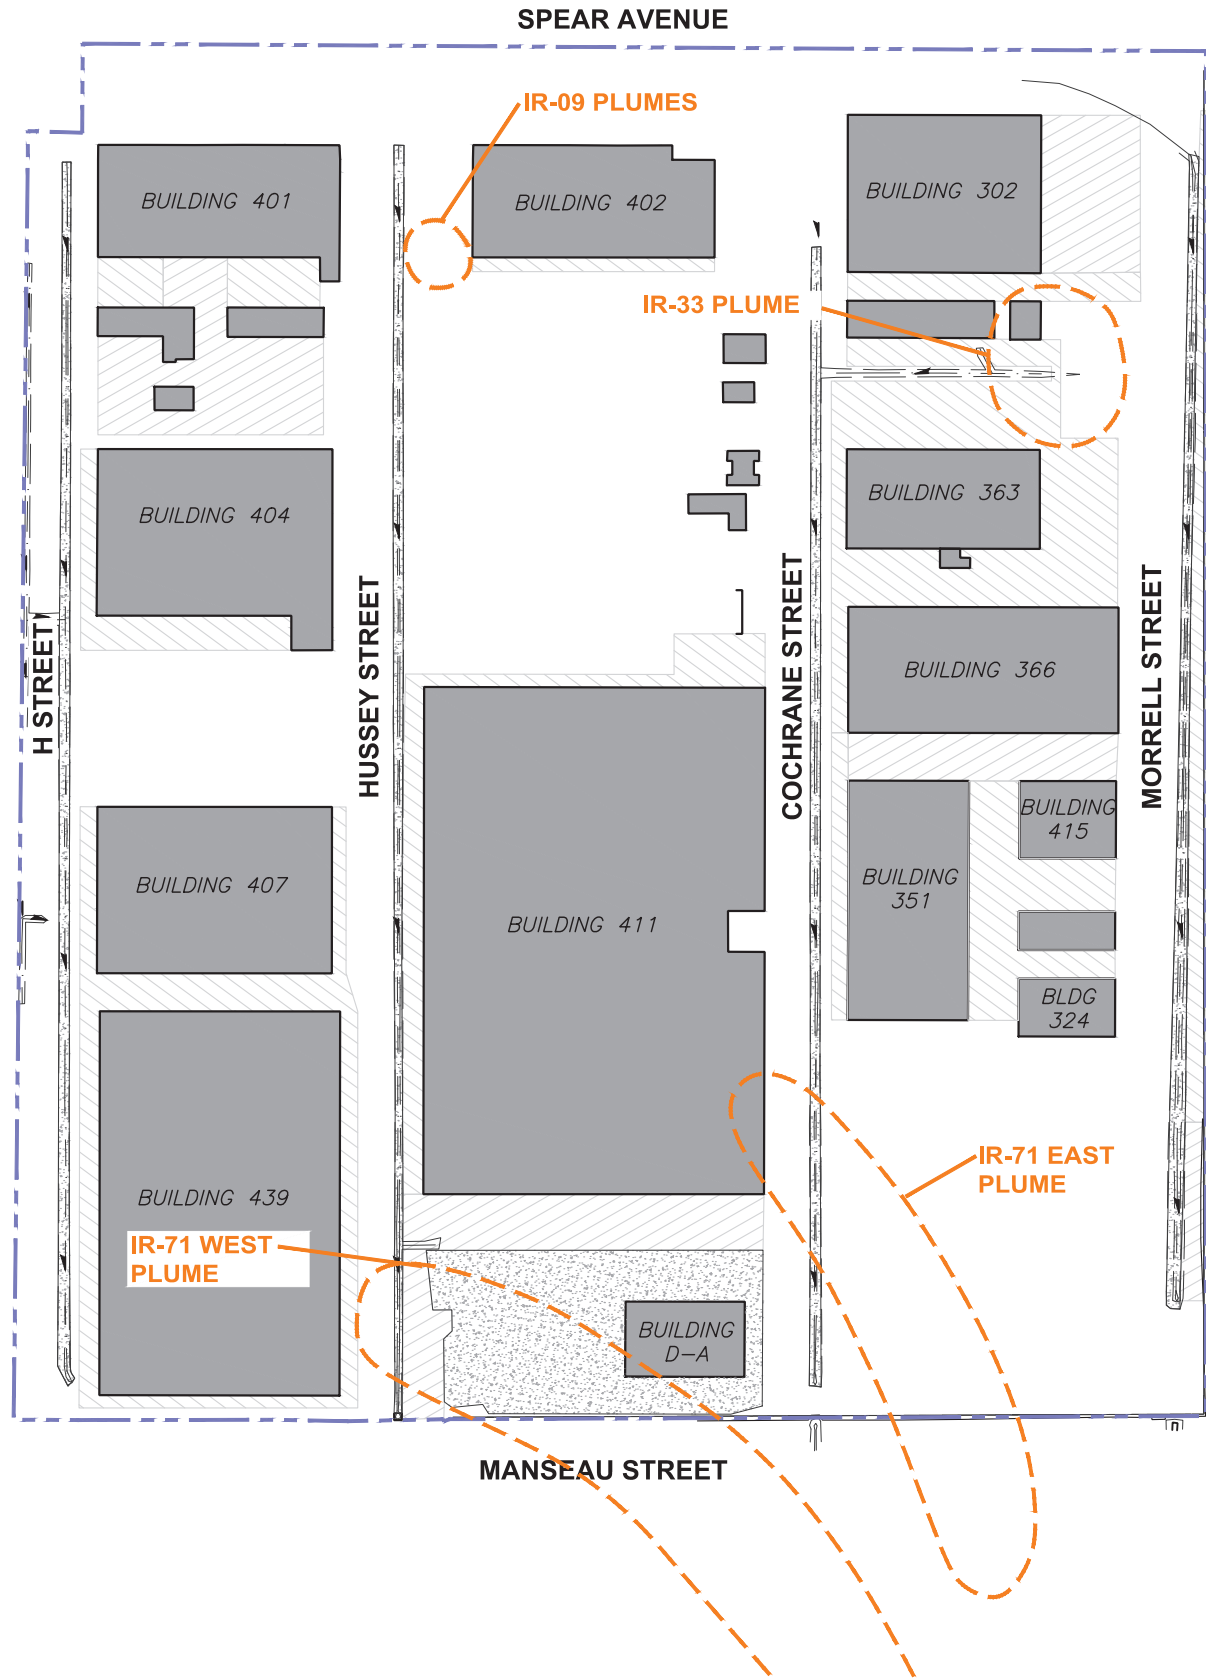 SPEAR AVENUE
IR-09 PLUMES
BUILDING 401
BUILDING 402
BUILDING 302
IR-33 PLUME
BUILDING 404
BUILDING 363
H STREET
HUSSEY STREET
COCHRANE STREET
MORRELL STREET
BUILDING 366
BUILDING
415
BUILDING 407
BUILDING
351
BUILDING 411
BLDG
324
IR-71 EAST
PLUME
BUILDING 439
IR-71 WEST
PLUME
BUILDING
D-A
MANSEAU STREET